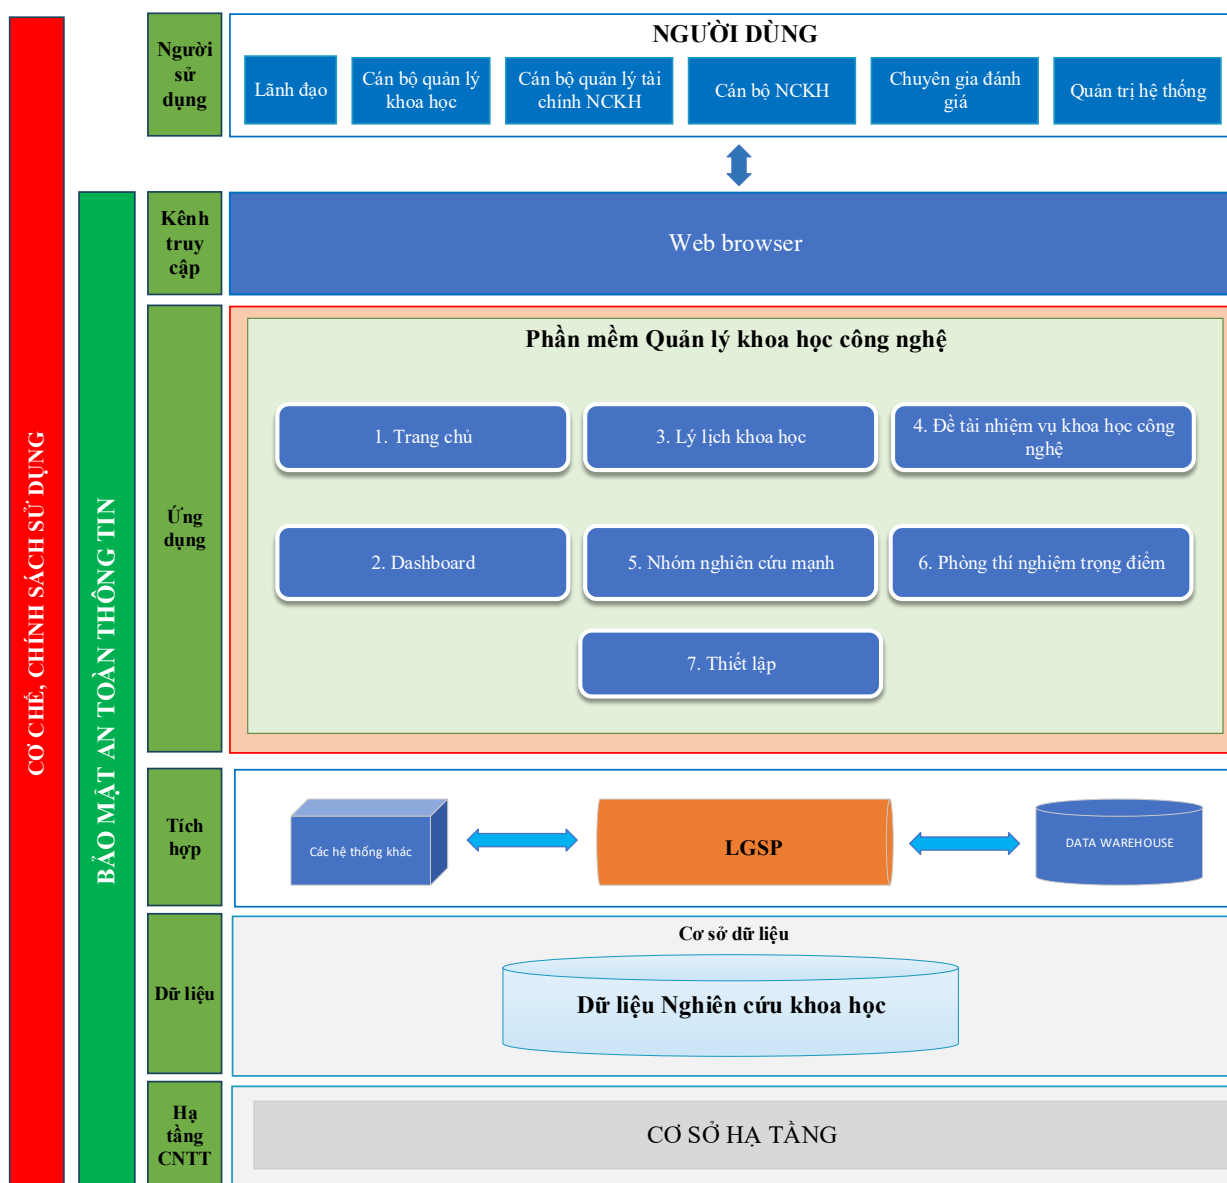 CƠ CHẾ, CHÍNH SÁCH SỬ DỤNG
BẢO MẬT AN TOÀN THÔNG TIN
Người
sử
dụng
NGƯỜI DÙNG
Lãnh đạo
Cán bộ quản lý
khoa học
Cán bộ quản lý tài
chính NCKH
Cán bộ NCKH
Chuyên gia đánh
giá
Quản trị hệ thống
Kênh
truy
cập
Web browser
Ứng
dụng
Phần mềm Quản lý khoa học công nghệ
1. Trang chủ
3. Lý lịch khoa học
4. Đề tài nhiệm vụ khoa học công
nghệ
2. Dashboard
5. Nhóm nghiên cứu mạnh
6. Phòng thí nghiệm trọng điểm
7. Thiết lập
Tích
hợp
Các hệ thống khác
LGSP
DATA WAREHOUSE
Dữ liệu
Cơ sở dữ liệu
Dữ liệu Nghiên cứu khoa học
Hạ
tầng
CNTT
CƠ SỞ HẠ TẦNG